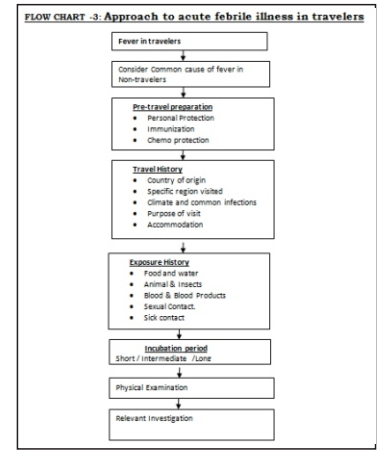 FLOW CHART -3: Approach to acute febrile illness in travelers
Fever in travelers
Consider Common cause of fever in
Non-travelers
Pre-travel preparation
• Personal Protection
• Immunization
• Chemo protection
Travel History
• Country of origin
• Specific region visited
• Climate and common infections
• Purpose of visit
• Accommodation
Exposure History
• Food and water
• Animal & Insects
• Blood & Blood Products
• Sexual Contact.
• Sick contact
Incubation period
Short / Intermediate /Long
Physical Examination
Relevant Investigation